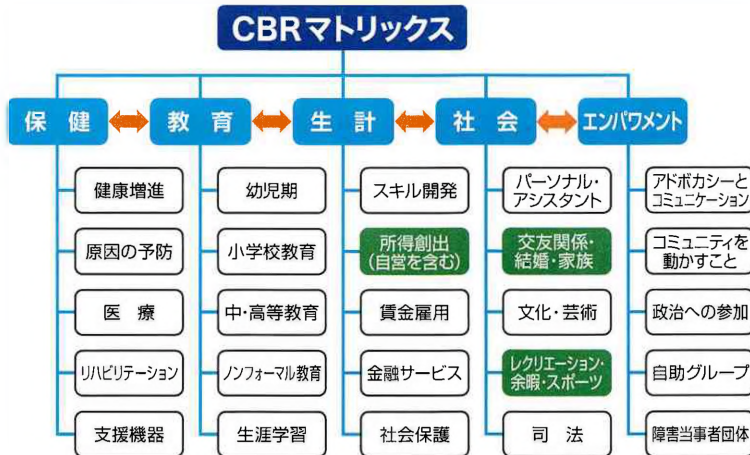 CBRマトリックス
保健
教育
生計
社会
エンパワメント
健康増進
原因の予防
医療
リハビリテーション
支援機器
幼児期
小学校教育
中・高等教育
ノンフォーマル教育
生涯学習
スキル開発
所得創出
(自営を含む)
賃金雇用
金融サービス
社会保護
パーソナル・
アシスタント
交友関係・
結婚・家族
文化・芸術
レクリエーション・
余暇・スポーツ
司法
アドボカシーと
コミュニケーション
コミュニティを
動かすこと
政治への参加
自助グループ
障害当事者団体